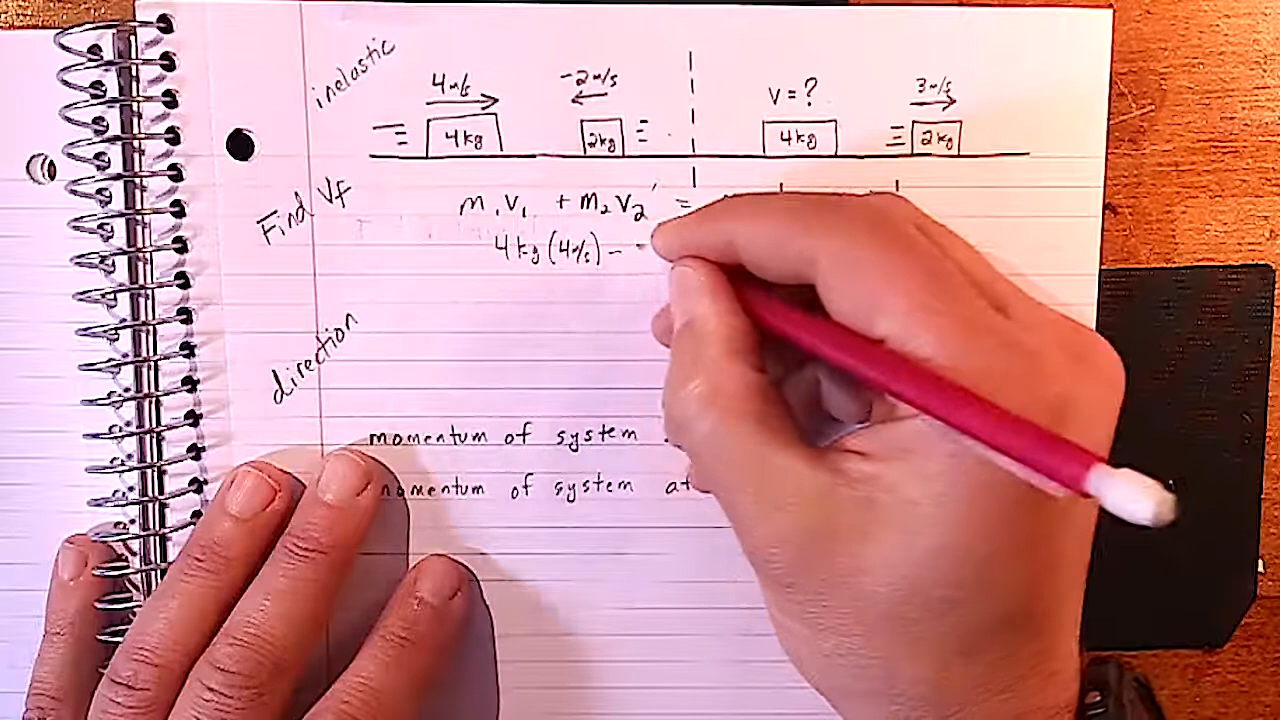 inelastic
4m/s -2m/s v=? 3m/s
4kg 2kg 4kg 2kg
Find Vf
m₁v₁ + m₂v₂ =
4kg(4m/s) -
direction
momentum of system
momentum of system at